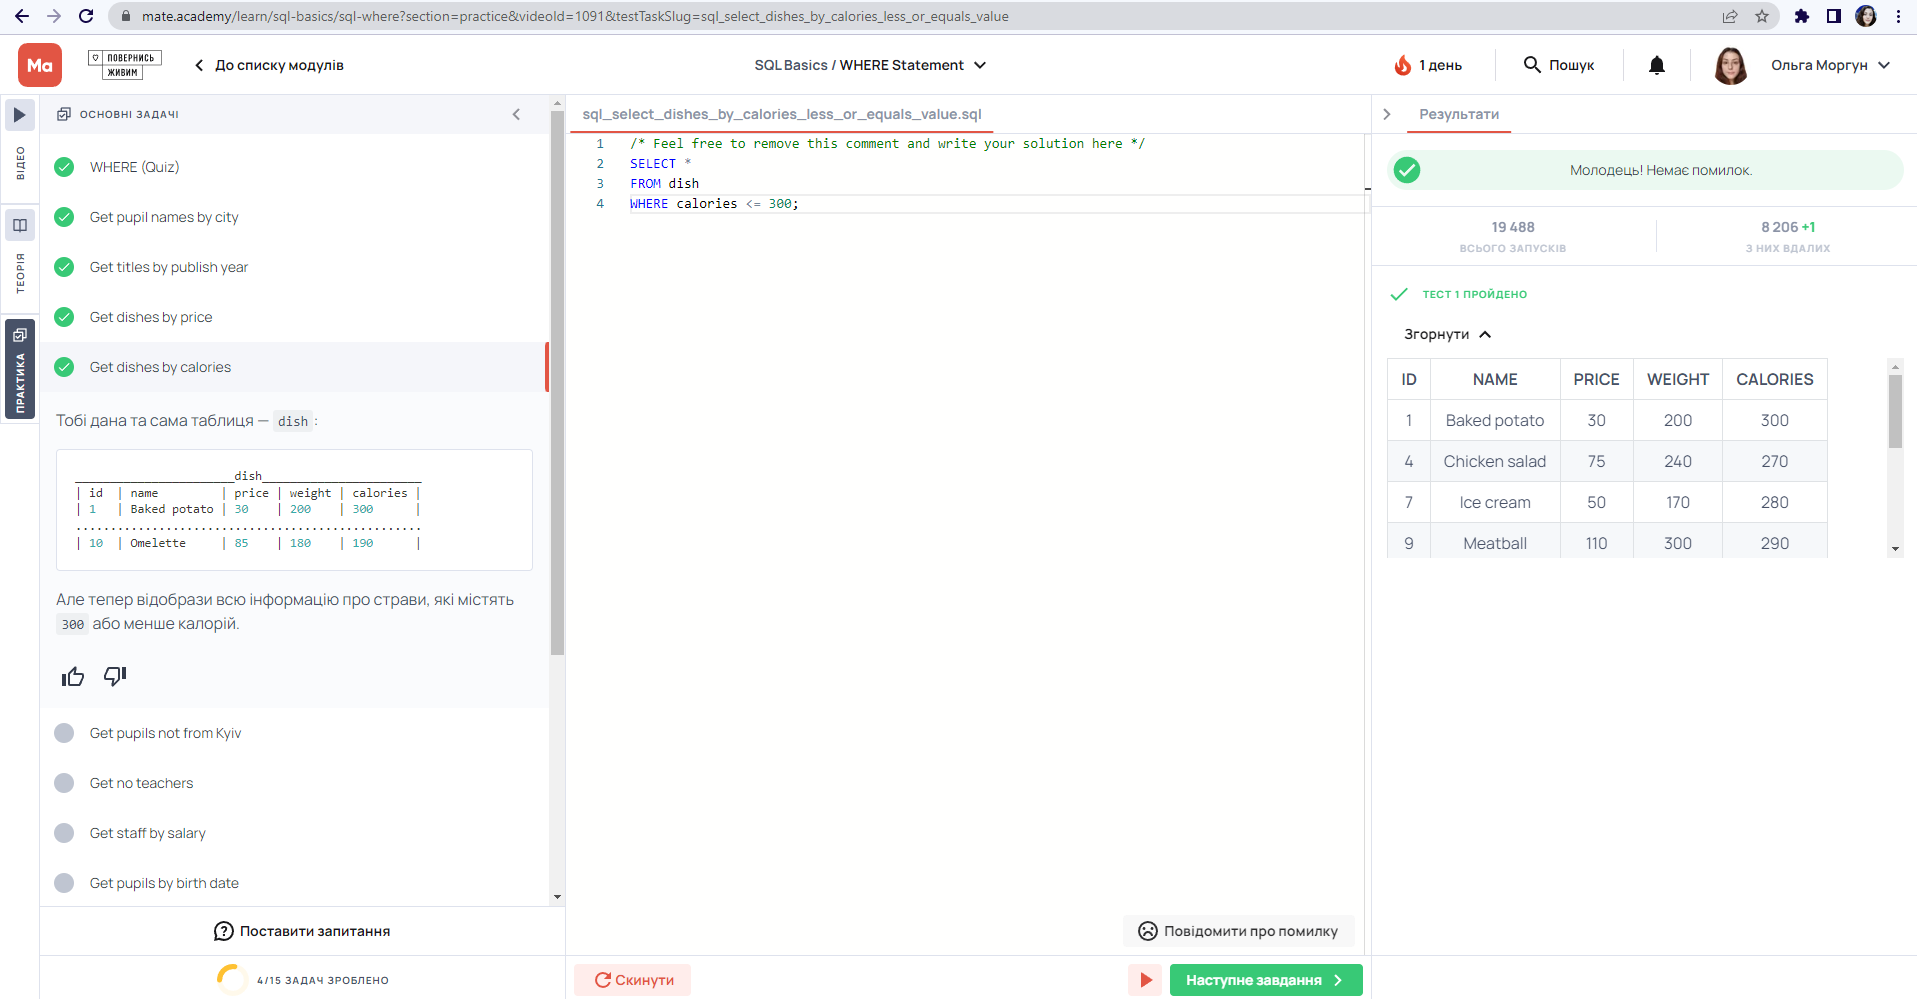 mate.academy/learn/sql-basics/sql-where?section=practice&videoId=1091&testTaskSlug=sql_select_dishes_by_calories_less_or_equals_value
Ma
ПОВЕРНИСЬ
ЖИВИМ
До списку модулів
SQL Basics / WHERE Statement
1 день
Пошук
Ольга Моргун
ВІДЕО
ТЕОРІЯ
ПРАКТИКА
ОСНОВНІ ЗАДАЧІ
WHERE (Quiz)
Get pupil names by city
Get titles by publish year
Get dishes by price
Get dishes by calories
Тобі дана та сама таблиця — dish :
_______________________dish_______________________
| id | name | price | weight | calories |
| 1 | Baked potato | 30 | 200 | 300 |
..................................................
| 10 | Omelette | 85 | 180 | 190 |
Але тепер відобрази всю інформацію про страви, які містять
300 або менше калорій.
Get pupils not from Kyiv
Get no teachers
Get staff by salary
Get pupils by birth date
Поставити запитання
4/15 ЗАДАЧ ЗРОБЛЕНО
sql_select_dishes_by_calories_less_or_equals_value.sql
1 /* Feel free to remove this comment and write your solution here */
2 SELECT *
3 FROM dish
4 WHERE calories <= 300;
Повідомити про помилку
Скинути
Наступне завдання
Результати
Молодець! Немає помилок.
19 488
ВСЬОГО ЗАПУСКІВ
8 206 +1
З НИХ ВДАЛИХ
ТЕСТ 1 ПРОЙДЕНО
Згорнути
ID NAME PRICE WEIGHT CALORIES
1 Baked potato 30 200 300
4 Chicken salad 75 240 270
7 Ice cream 50 170 280
9 Meatball 110 300 290